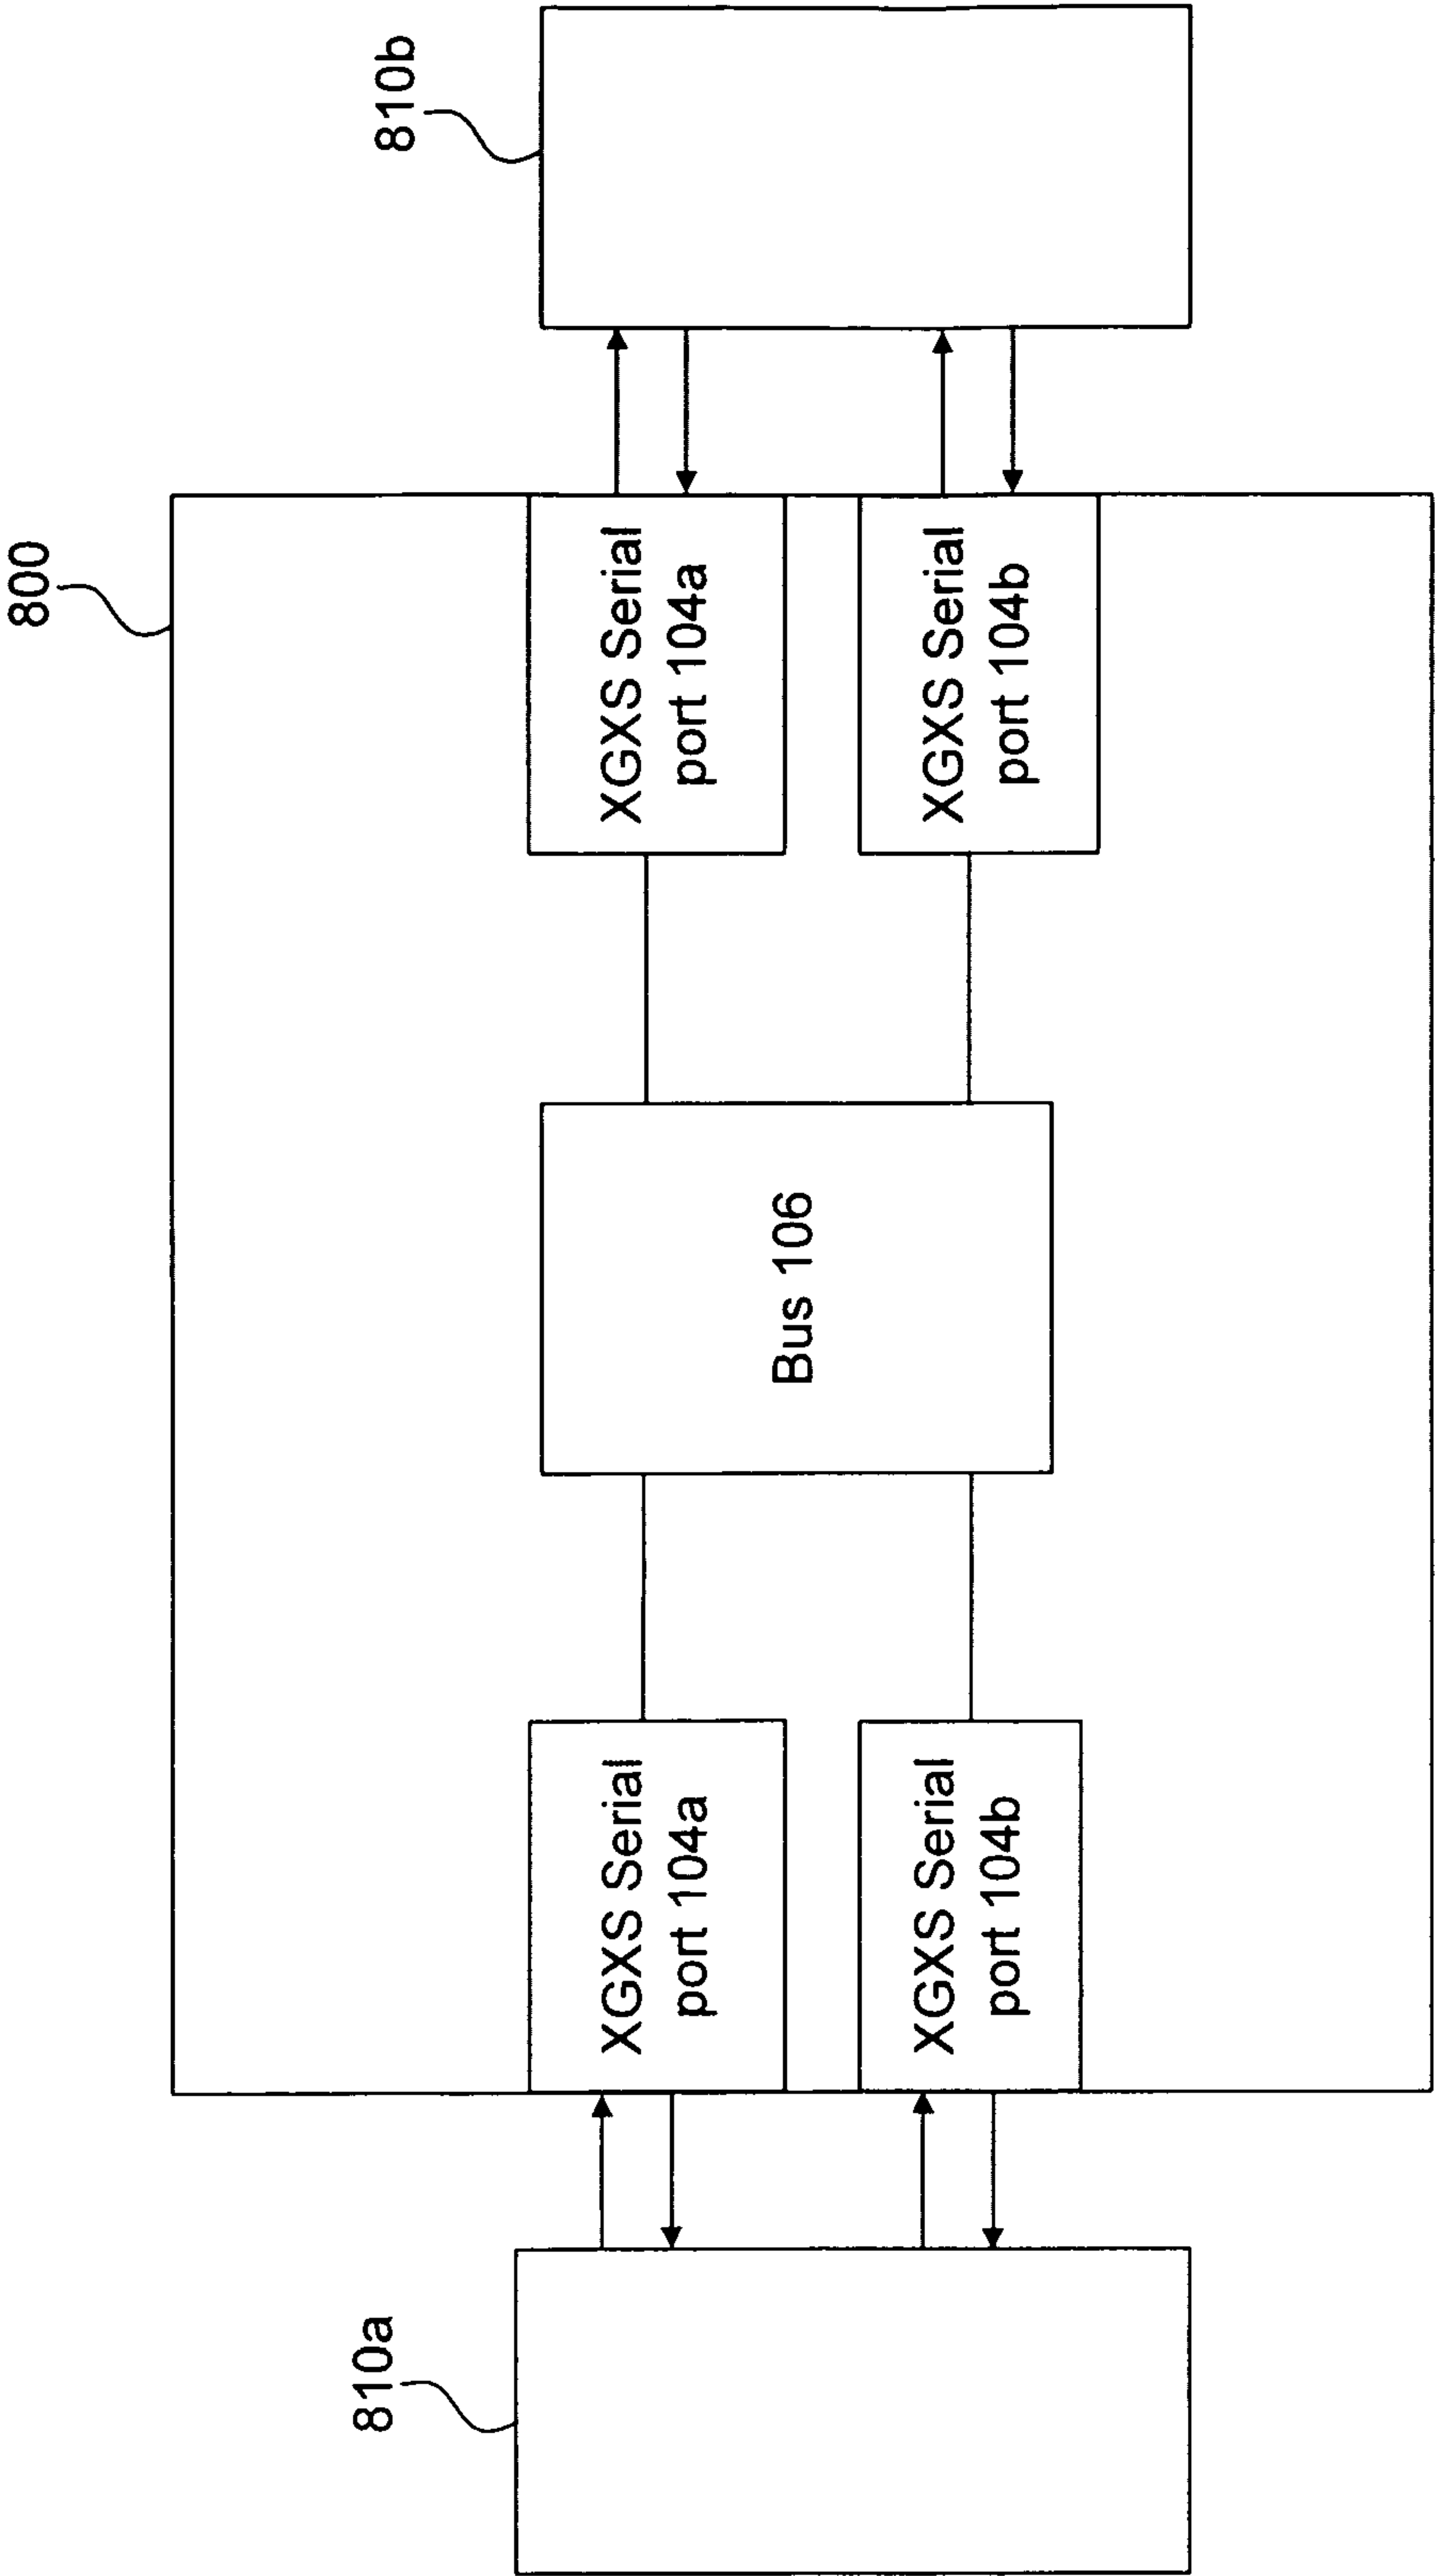 800
810a
810b
XGXS Serial
port 104a
XGXS Serial
port 104b
Bus 106
XGXS Serial
port 104a
XGXS Serial
port 104b